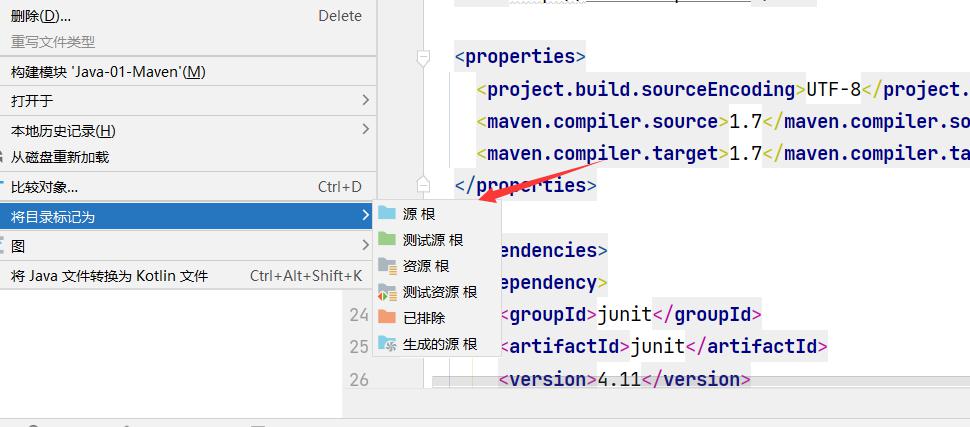 删除(D)... Delete
重写文件类型
构建模块 'Java-01-Maven'(M)
打开于
本地历史记录(H)
从磁盘重新加载
比较对象... Ctrl+D
将目录标记为
图
将 Java 文件转换为 Kotlin 文件 Ctrl+Alt+Shift+K
源 根
测试源 根
资源 根
测试资源 根
已排除
生成的源 根
<properties>
<project.build.sourceEncoding>UTF-8</project.
<maven.compiler.source>1.7</maven.compiler.so
<maven.compiler.target>1.7</maven.compiler.ta
</properties>
endencies>
ependency>
24 <groupId>junit</groupId>
25 <artifactId>junit</artifactId>
26 <version>4.11</version>